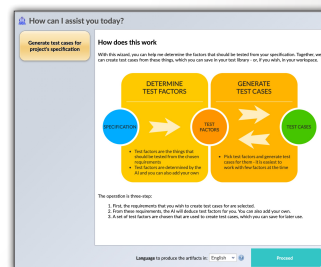 How can I assist you today?
Generate test cases for
project's specification
How does this work
With this wizard, you can help me determine the factors that should be tested from your specification. Together, we
can create test cases from these things, which you can save in your test library - or, if you wish, in your workspace.
DETERMINE
TEST FACTORS
GENERATE
TEST CASES
SPECIFICATION
TEST
FACTORS
TEST CASES
• Test factors are the things that
should be tested from the chosen
requirements
• Test factors are determined by the
AI and you can also add your own
• Pick test factors and generate test
cases for them - it is easiest to
work with few factors at the time
The operation is three-step:
1. First, the requirements that you wish to create test cases for are selected.
2. From these requirements, the AI will deduce test factors for you. You can also add your own.
3. A set of test factors are chosen that are used to create test cases, which you can save for later use.
Language to produce the artifacts in: English
Proceed